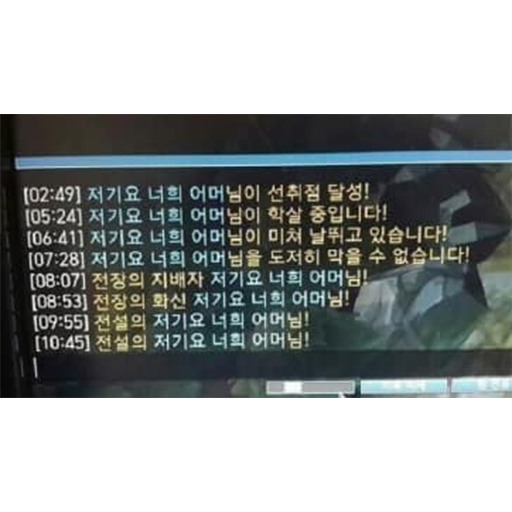 [02:49] 저기요 너희 어머님이 선취점 달성!
[05:24] 저기요 너희 어머님이 학살 중입니다!
[06:41] 저기요 너희 어머님이 미쳐 날뛰고 있습니다!
[07:28] 저기요 너희 어머님을 도저히 막을 수 없습니다!
[08:07] 전장의 지배자 저기요 너희 어머님!
[08:53] 전장의 화신 저기요 너희 어머님!
[09:55] 전설의 저기요 너희 어머님!
[10:45] 전설의 저기요 너희 어머님!